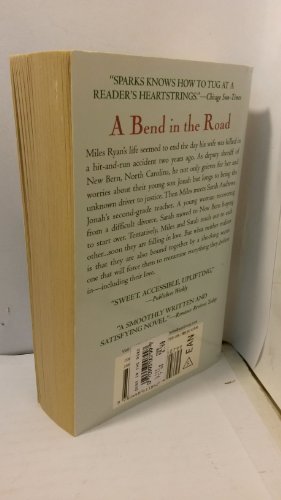 "SPARKS KNOWS HOW TO TUG AT A
READER'S HEARTSTRINGS."—Chicago Sun-Times
A Bend in the Road
Miles Ryan's life seemed to end the day his wife was killed in
a hit-and-run accident two years ago. As deputy sheriff of
New Bern, North Carolina, he not only grieves for her and
worries about their young son Jonah but longs to bring the
unknown driver to justice. Then Miles meets Sarah Andrews,
Jonah's second-grade teacher. A young woman recovering
from a difficult divorce, Sarah moved to New Bern hoping
to start over. Tentatively, Miles and Sarah reach out to each
other...soon they are falling in love. But what neither realizes
is that they are also bound together by a shocking secret,
one that will force them to reexamine everything they believe
in—including their love.
"SWEET, ACCESSIBLE, UPLIFTING."
—Publishers Weekly
"A SMOOTHLY WRITTEN AND
SATISFYING NOVEL."—Romance Reviews Today
EAN